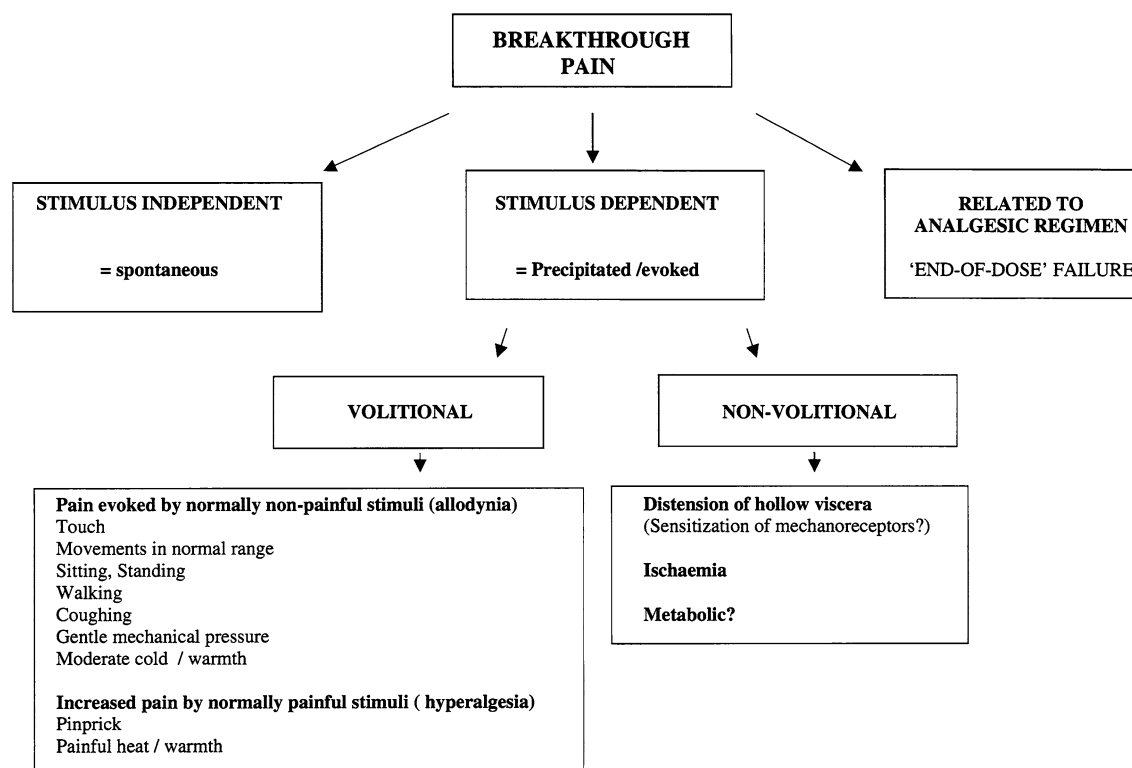 BREAKTHROUGH
PAIN
STIMULUS INDEPENDENT
= spontaneous
STIMULUS DEPENDENT
= Precipitated /evoked
RELATED TO
ANALGESIC REGIMEN
‘END-OF-DOSE’ FAILURE
VOLITIONAL
NON-VOLITIONAL
Pain evoked by normally non-painful stimuli (allodynia)
Touch
Movements in normal range
Sitting, Standing
Walking
Coughing
Gentle mechanical pressure
Moderate cold / warmth
Increased pain by normally painful stimuli ( hyperalgesia)
Pinprick
Painful heat / warmth
Distension of hollow viscera
(Sensitization of mechanoreceptors?)
Ischaemia
Metabolic?